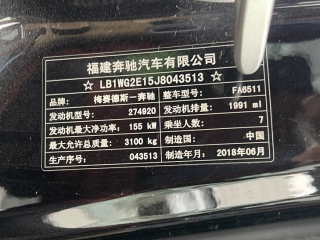 福建奔驰汽车有限公司
☆ LB1WG2E15J8043513 ☆
品牌: 梅赛德斯—奔驰 整车型号: FA6511
发动机型号: 274920 发动机排量: 1991 ml
发动机最大净功率: 155 kW 乘坐人数: 7
最大允许总质量: 3100 kg 制造国: 中国
生产序号: 043513 制造年月: 2018年06月